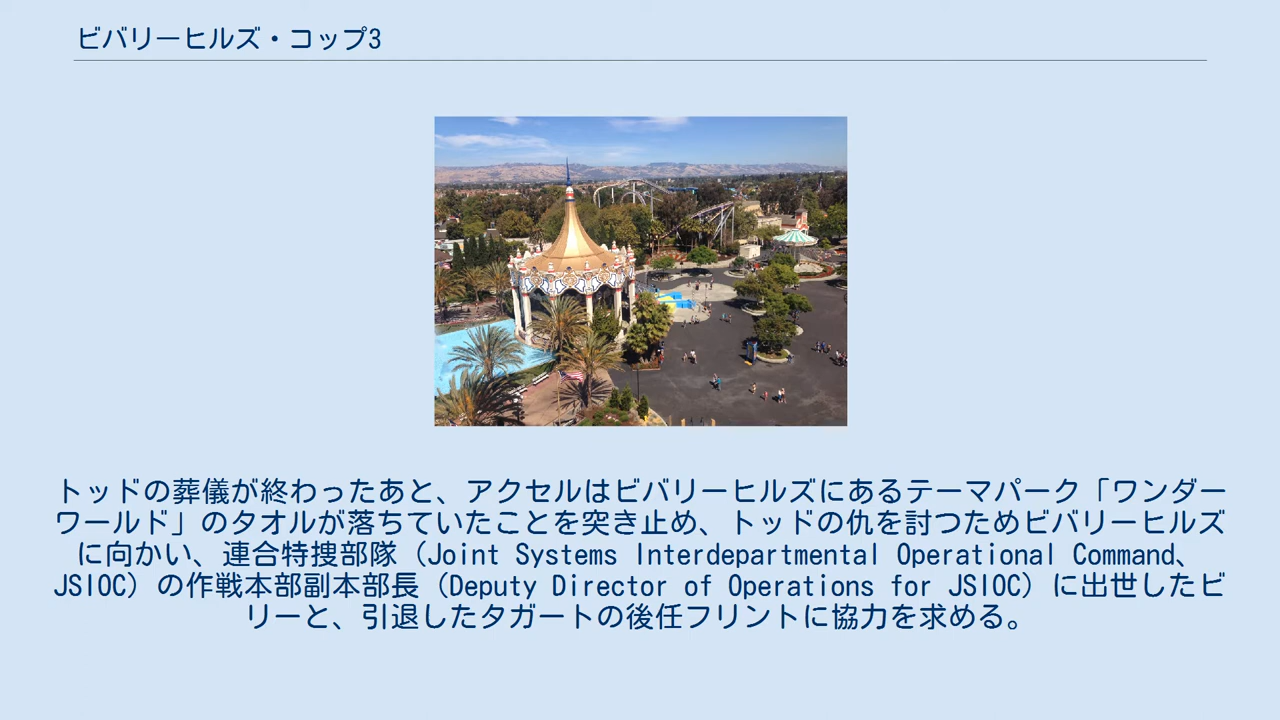 ビバリーヒルズ・コップ3
トッドの葬儀が終わったあと、アクセルはビバリーヒルズにあるテーマパーク「ワンダー
ワールド」のタオルが落ちていたことを突き止め、トッドの仇を討つためビバリーヒルズ
に向かい、連合特捜部隊（Joint Systems Interdepartmental Operational Command、
JSIOC）の作戦本部副本部長（Deputy Director of Operations for JSIOC）に出世したビ
リーと、引退したタガートの後任フリントに協力を求める。